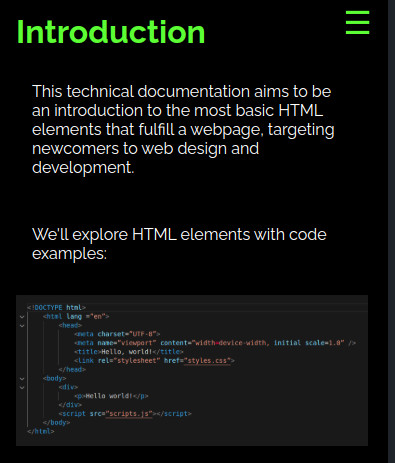 Introduction
This technical documentation aims to be
an introduction to the most basic HTML
elements that fulfill a webpage, targeting
newcomers to web design and
development.
We'll explore HTML elements with code
examples:
<!DOCTYPE html>
<html lang ="en">
<head>
<meta charset="UTF-8">
<meta name="viewport" content="width-device-width, initial scale=1.0" />
<title>Hello, world!</title>
<link rel="stylesheet" href="styles.css">
</head>
<body>
<div>
<p>Hello world!</p>
</div>
<script src="scripts.js"></script>
</body>
</html>